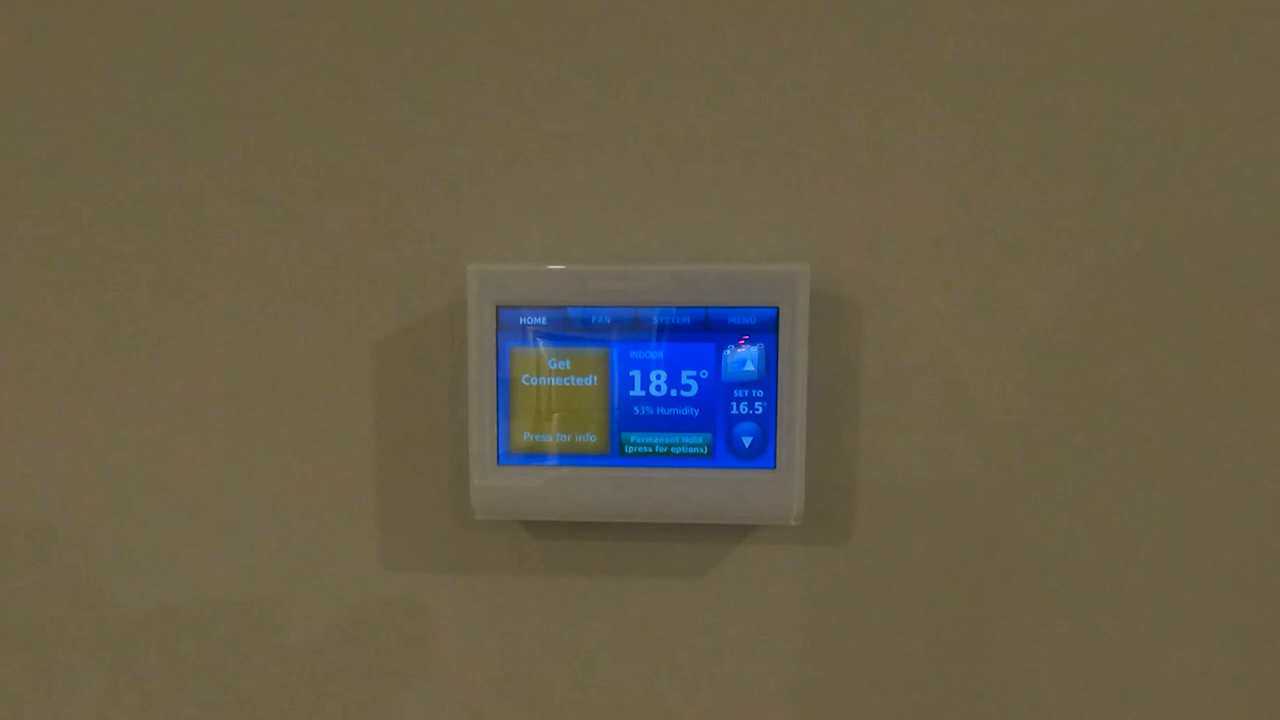 HOME FAN SYSTEM MENU
Get
Connected!
Press for info
INDOOR
18.5°
53% Humidity
Permanent Hold
(press for options)
SET TO
16.5°